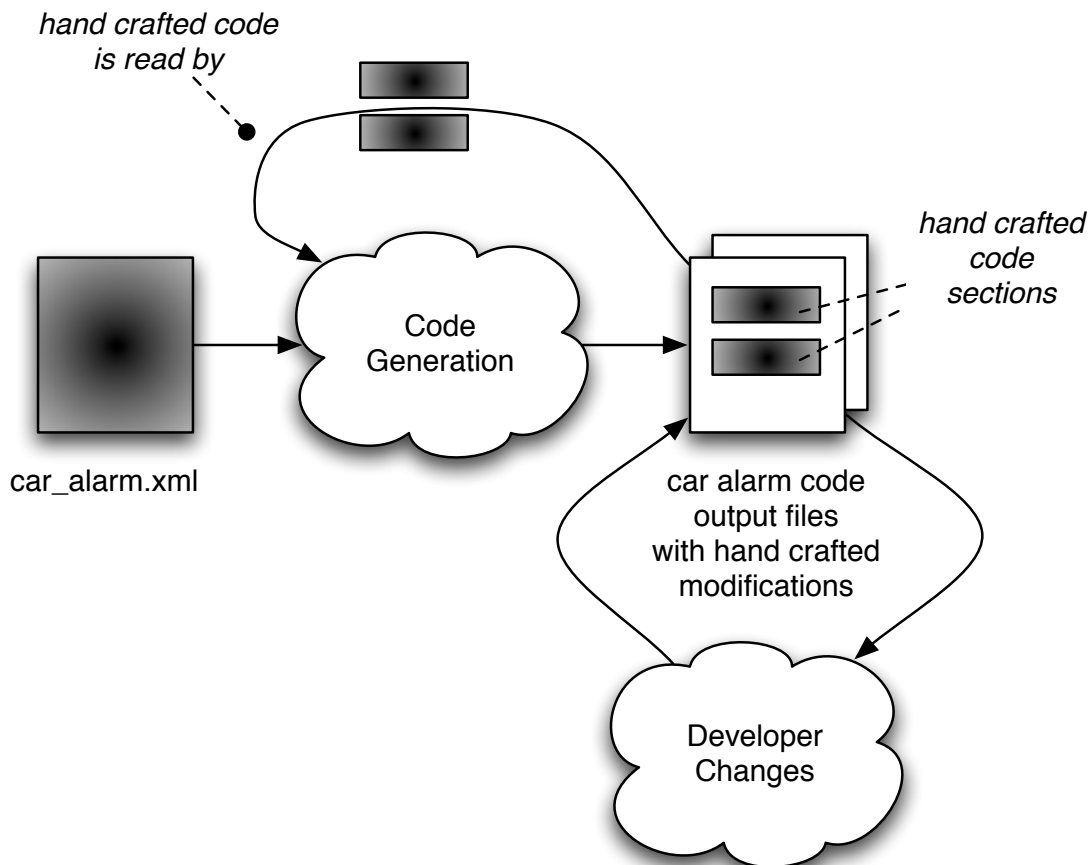 hand crafted code
is read by
hand crafted
code
sections
Code
Generation
car_alarm.xml
car alarm code
output files
with hand crafted
modifications
Developer
Changes